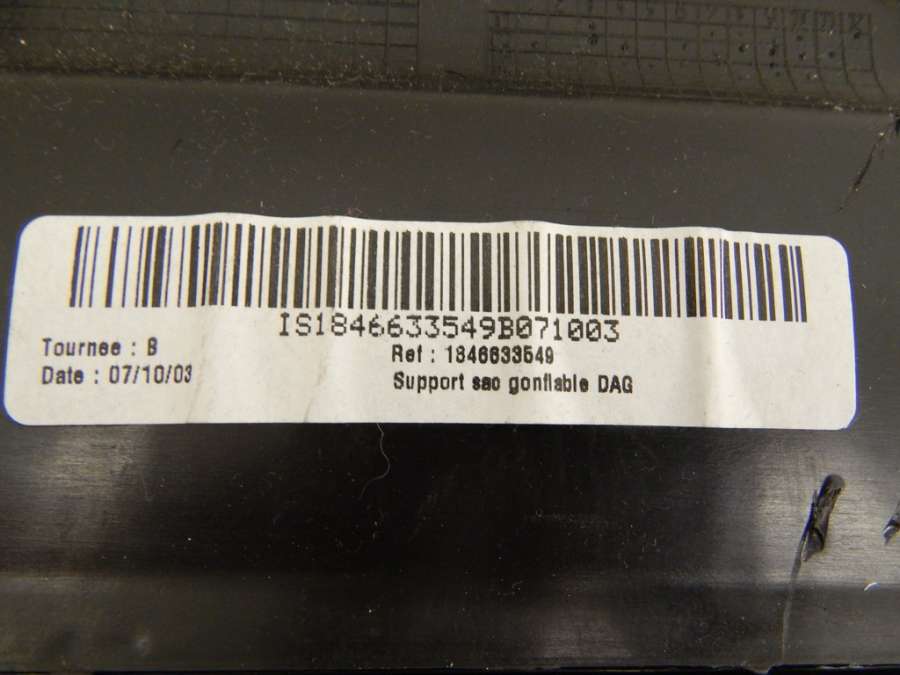 IS1846633549B071003
Tournee : B
Ref : 1846633549
Date : 07/10/03
Support sac gonflable DAG